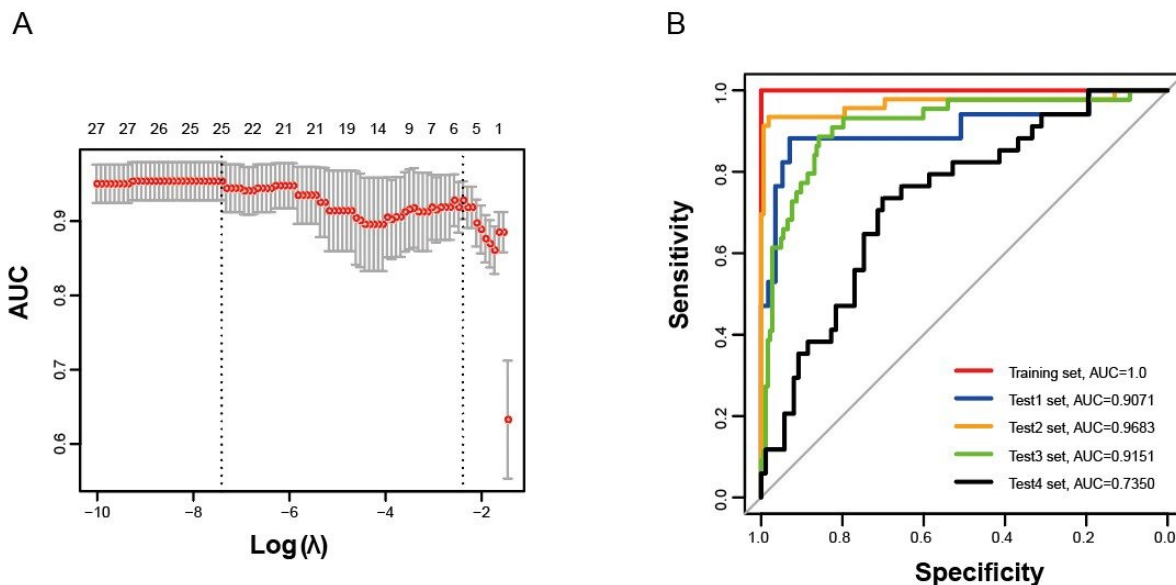 A
27 27 26 25 25 22 21 21 19 14 9 7 6 5 1
AUC
0.9
0.8
0.7
0.6
−10 −8 −6 −4 −2
Log(λ)
B
Sensitivity
1.0
0.8
0.6
0.4
0.2
0.0
Training set, AUC=1.0
Test1 set, AUC=0.9071
Test2 set, AUC=0.9683
Test3 set, AUC=0.9151
Test4 set, AUC=0.7350
1.0 0.8 0.6 0.4 0.2 0.0
Specificity